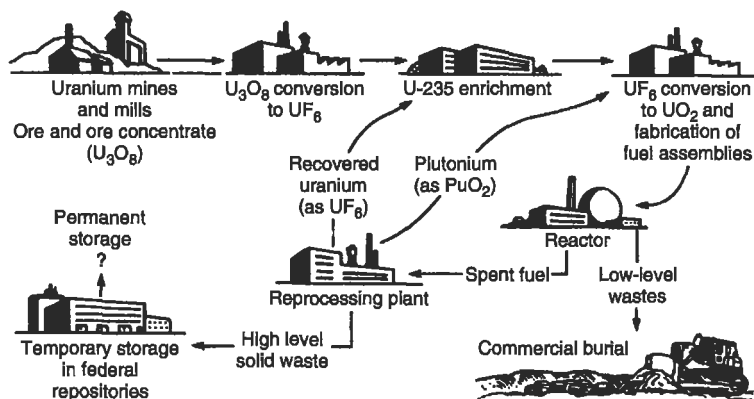 Uranium mines
and mills
Ore and ore concentrate
(U₃O₈)
U₃O₈ conversion
to UF₆
U-235 enrichment
UF₆ conversion
to UO₂ and
fabrication of
fuel assemblies
Recovered
uranium
(as UF₆)
Plutonium
(as PuO₂)
Permanent
storage
?
Reactor
Spent fuel
Low-level
wastes
Reprocessing plant
High level
solid waste
Temporary storage
in federal
repositories
Commercial burial